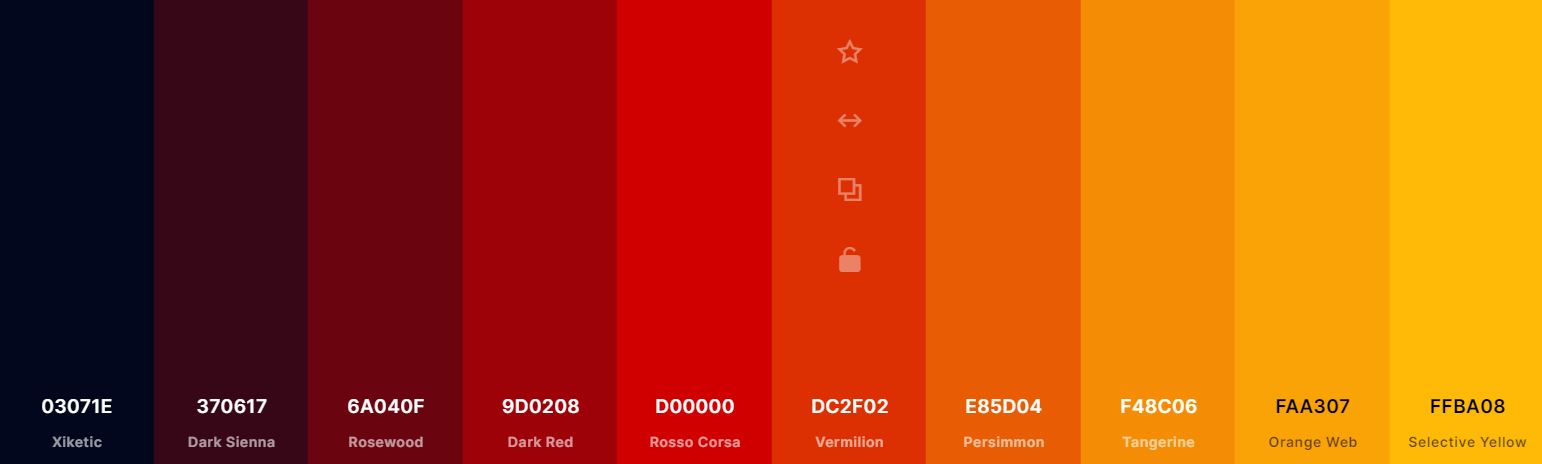 03071E 370617 6A040F 9D0208 D00000 DC2F02 E85D04 F48C06 FAA307 FFBA08
Xiketic Dark Sienna Rosewood Dark Red Rosso Corsa Vermilion Persimmon Tangerine Orange Web Selective Yellow